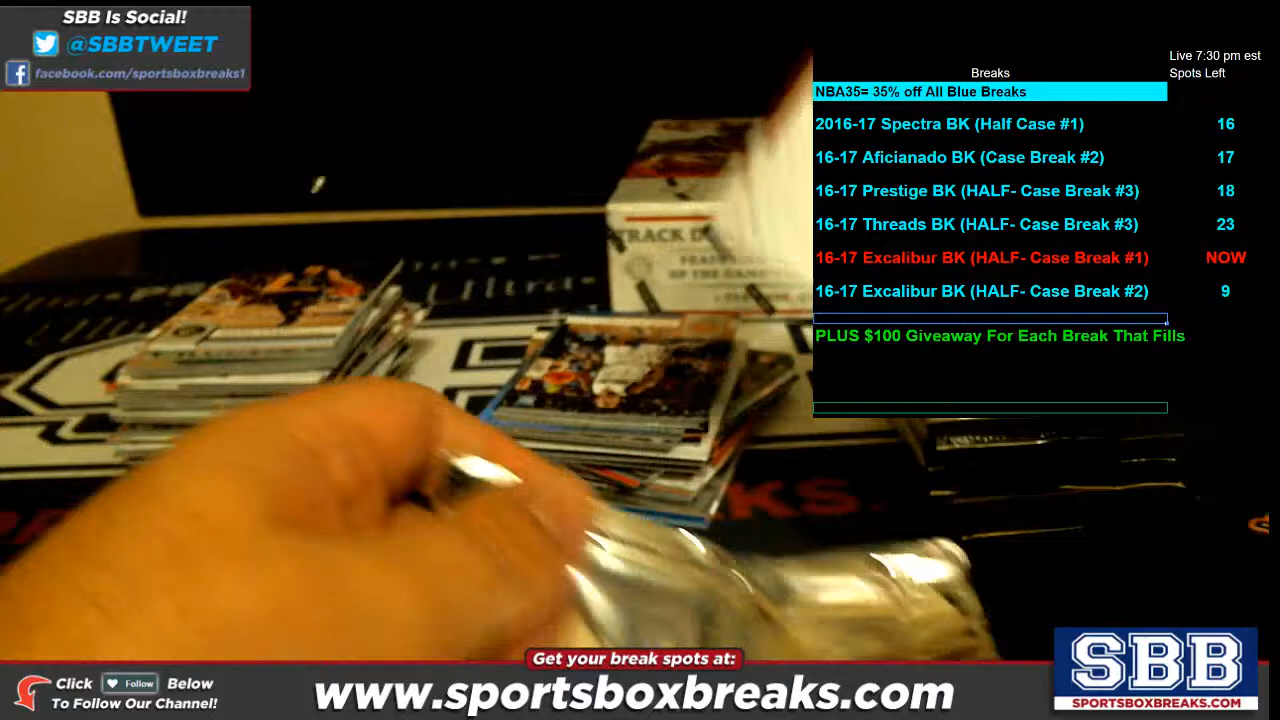 SBB Is Social!
@SBBTWEET
facebook.com/sportsboxbreaks1
Live 7:30 pm est
Breaks Spots Left
NBA35= 35% off All Blue Breaks
2016-17 Spectra BK (Half Case #1) 16
16-17 Aficianado BK (Case Break #2) 17
16-17 Prestige BK (HALF- Case Break #3) 18
16-17 Threads BK (HALF- Case Break #3) 23
16-17 Excalibur BK (HALF- Case Break #1) NOW
16-17 Excalibur BK (HALF- Case Break #2) 9
PLUS $100 Giveaway For Each Break That Fills
TRACK
Ultra
Get your break spots at:
Click Follow Below
To Follow Our Channel!
www.sportsboxbreaks.com
SBB
SPORTSBOXBREAKS.COM